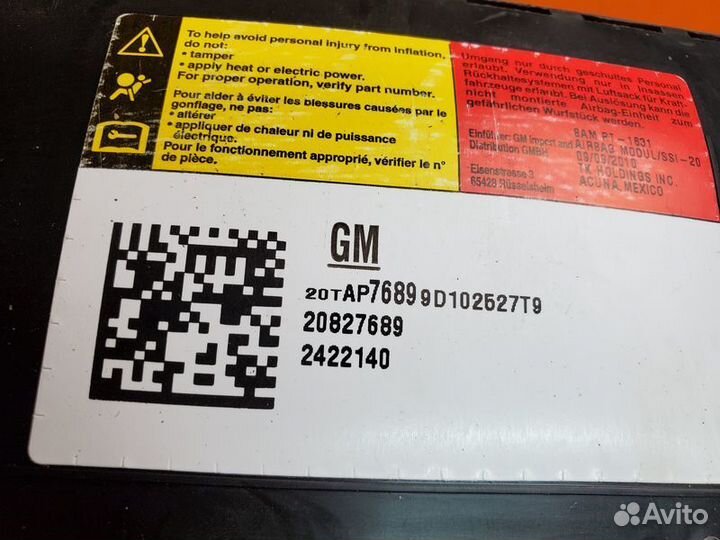 To help avoid personal injury from inflation,
do not:
• tamper
• apply heat or electric power.
For proper operation, verify part number.
Pour aider à éviter les blessures causées par le
gonflage, ne pas:
• altérer
• appliquer de chaleur ni de puissance
électrique.
Pour le fonctionnement approprié, vérifier le n°
de pièce.
Umgang nur durch geschultes Personal
erlaubt. Verwendung nur in Insassen-
Rückhaltesystemen mit Luftsack für Kraft-
fahrzeuge erlaubt. Bei Auslösung kann die
nicht montierte Airbag-Einheit zum
gefährlichen Wurfstück werden.
Einführer: GM Import and
Distribution GMBH
Eisenstrasse 3
65428 Rüsselsheim
BAM PT - 1831
AIRBAG MODUL/SSI-20
09/09/2010
TK HOLDINGS INC.
ACUNA, MEXICO
GM
20TAP76899D102527T9
20827689
2422140
Avito